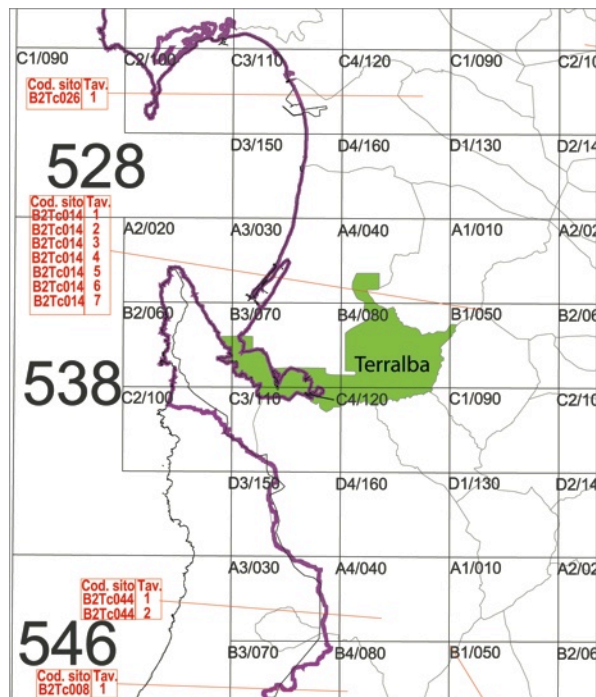 C1/090 C2/100 C3/110 C4/120 C1/090 C2/10
Cod. sito Tav.
B2Tc026 1
D3/150 D4/160 D1/130 D2/14
528
Cod. sito Tav.
B2Tc014 1
B2Tc014 2
B2Tc014 3
B2Tc014 4
B2Tc014 5
B2Tc014 6
B2Tc014 7
A2/020 A3/030 A4/040 A1/010 A2/02
B2/060 B3/070 B4/080 B1/050 B2/06
Terralba
538
C2/100 C3/110 C4/120 C1/090 C2/10
D3/150 D4/160 D1/130 D2/14
A3/030 A4/040 A1/010 A2/02
Cod. sito Tav.
B2Tc044 1
B2Tc044 2
546
B3/070 B4/080 B1/050 B2/06
Cod. sito Tav.
B2Tc008 1